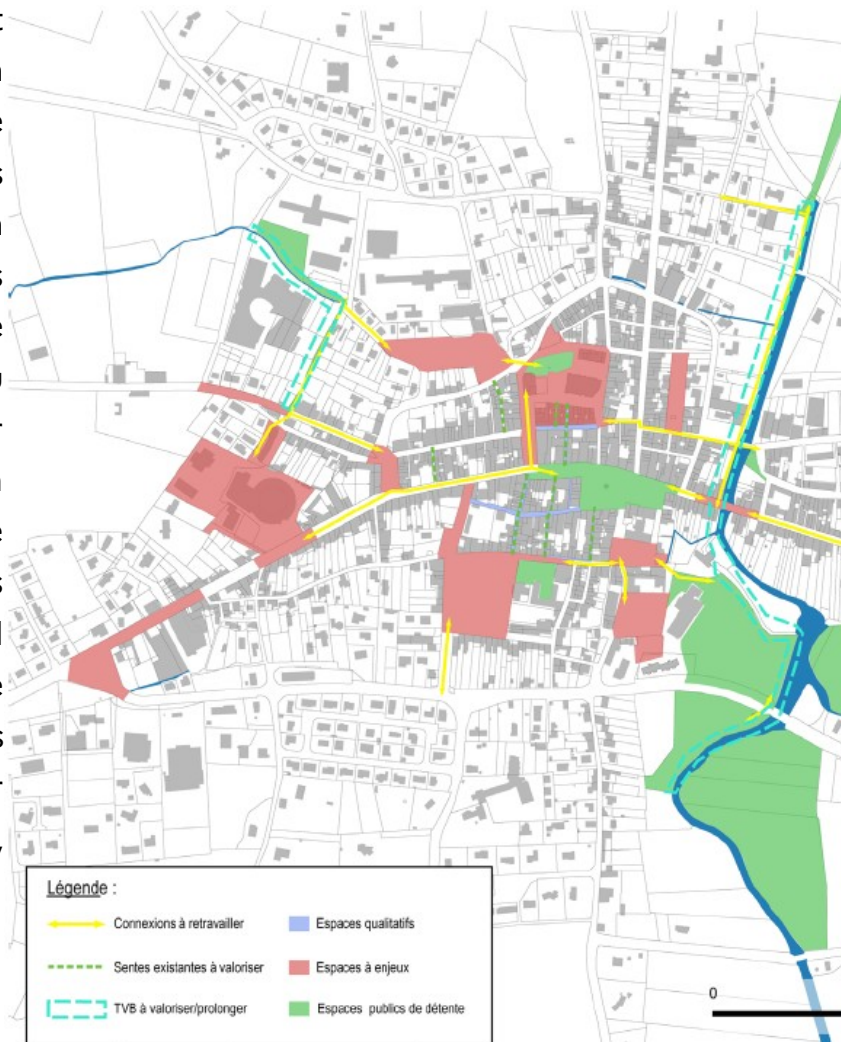 Légende :
Connexions à retravailler
Espaces qualitatifs
Sentes existantes à valoriser
Espaces à enjeux
TVB à valoriser/prolonger
Espaces publics de détente
0